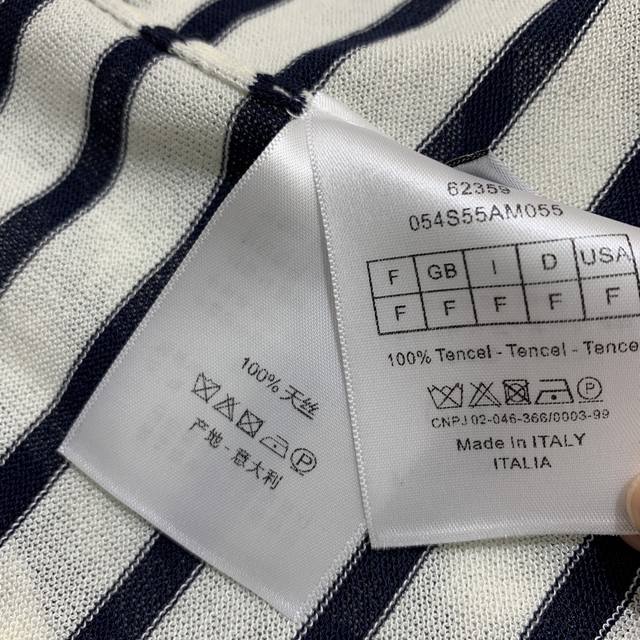 100% 天丝
产地 - 意大利
62359
054S55AM055
F GB I D USA
F F F F F
100% Tencel - Tencel - Tence
CNPJ 02-046-366/0003-99
Made in ITALY
ITALIA